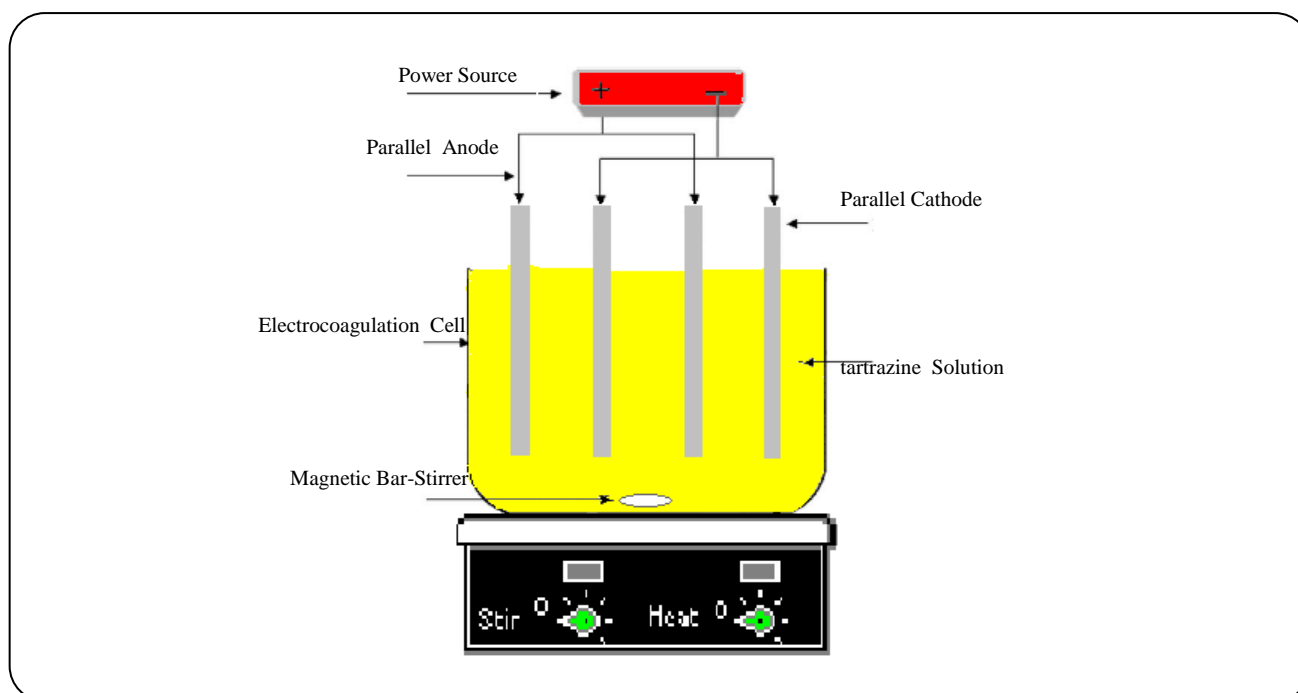 Power Source
+ −
Parallel Anode
Parallel Cathode
Electrocoagulation Cell
tartrazine Solution
Magnetic Bar-Stirrer
Stir 0 Heat 0